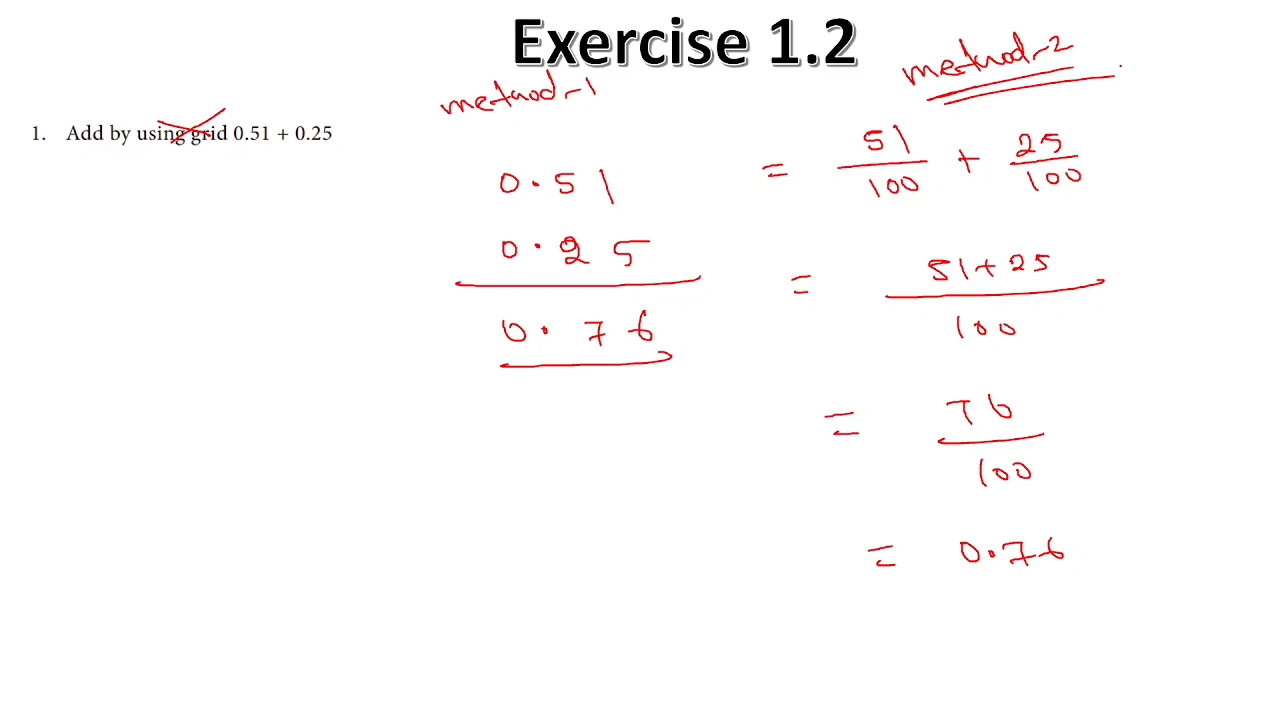 Exercise 1.2
1. Add by using grid 0.51 + 0.25
method-1
0.51
0.25
0.76
method-2
= 51/100 + 25/100
= 51+25/100
= 76/100
= 0.76